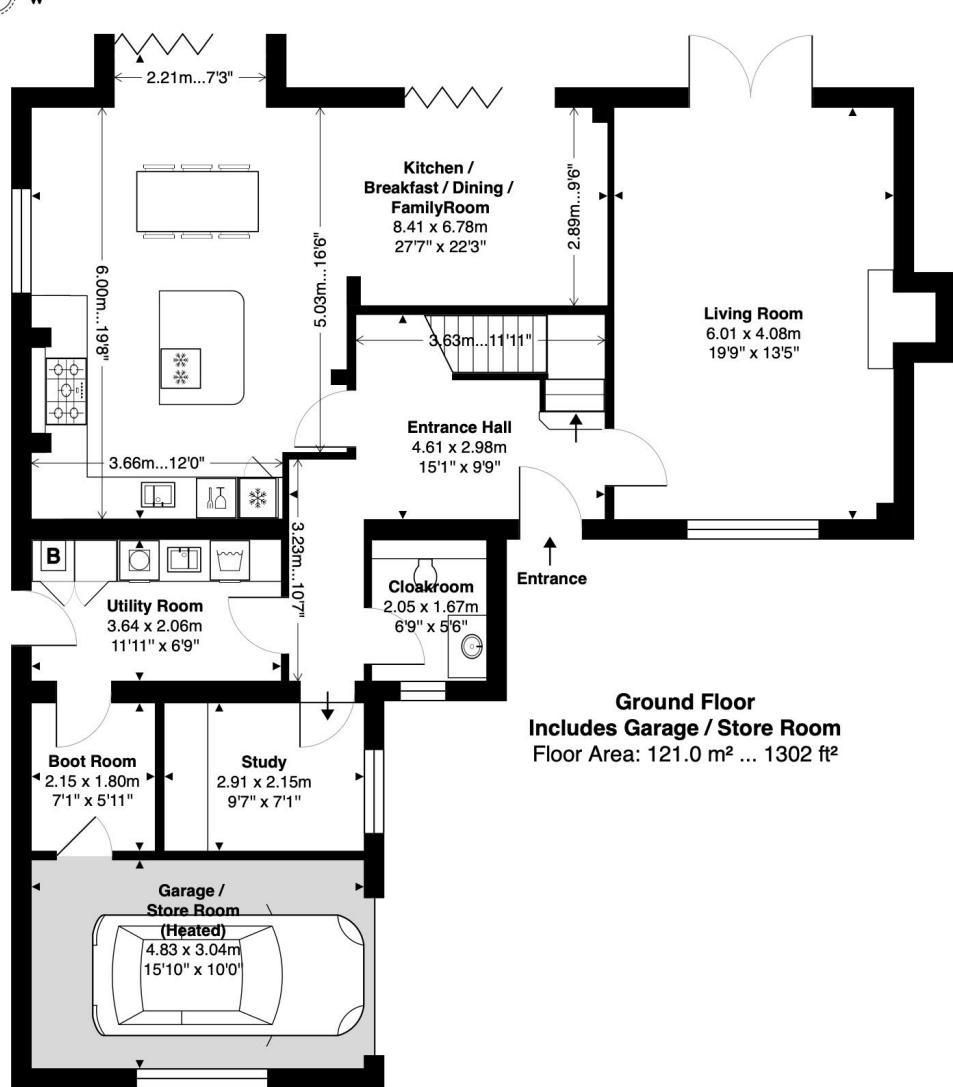 W
2.21m...7'3"
Kitchen /
Breakfast / Dining /
FamilyRoom
8.41 x 6.78m
27'7" x 22'3"
2.89m...9'6"
6.00m...19'8"
5.03m...16'6"
Living Room
6.01 x 4.08m
19'9" x 13'5"
3.63m...11'11"
Entrance Hall
4.61 x 2.98m
15'1" x 9'9"
3.66m...12'0"
3.23m...10'7"
B
Utility Room
3.64 x 2.06m
11'11" x 6'9"
Cloakroom
2.05 x 1.67m
6'9" x 5'6"
Entrance
Ground Floor
Includes Garage / Store Room
Floor Area: 121.0 m² ... 1302 ft²
Boot Room
2.15 x 1.80m
7'1" x 5'11"
Study
2.91 x 2.15m
9'7" x 7'1"
Garage /
Store Room
(Heated)
4.83 x 3.04m
15'10" x 10'0"